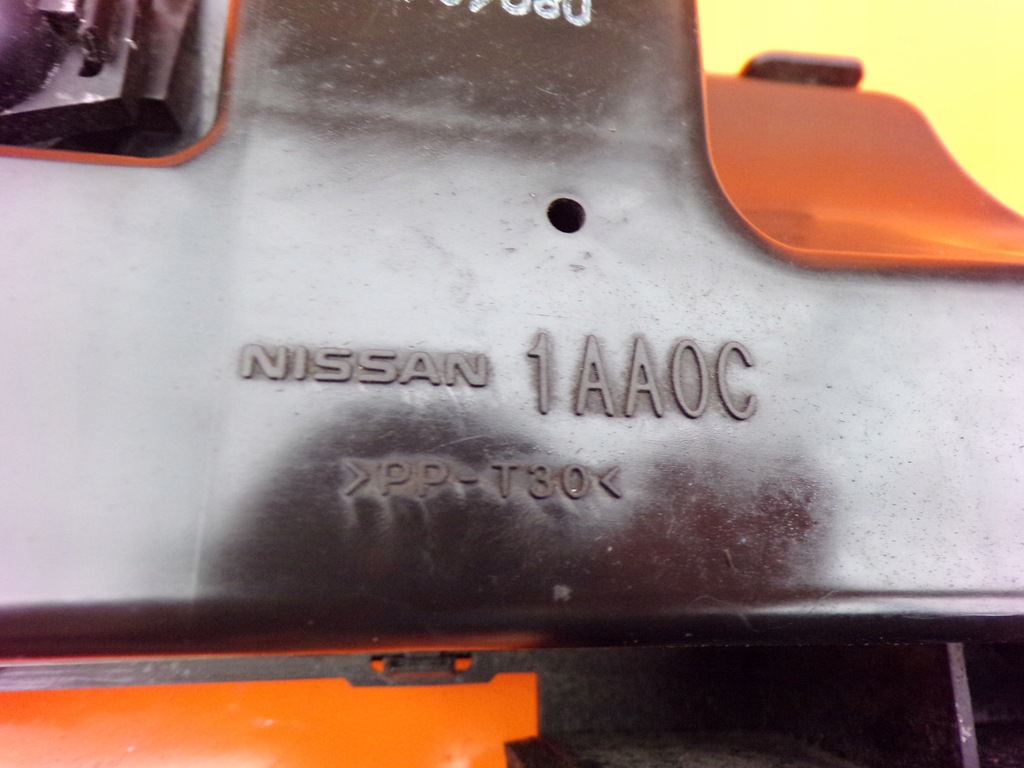 NISSAN 1AA0C
>PP-T30<